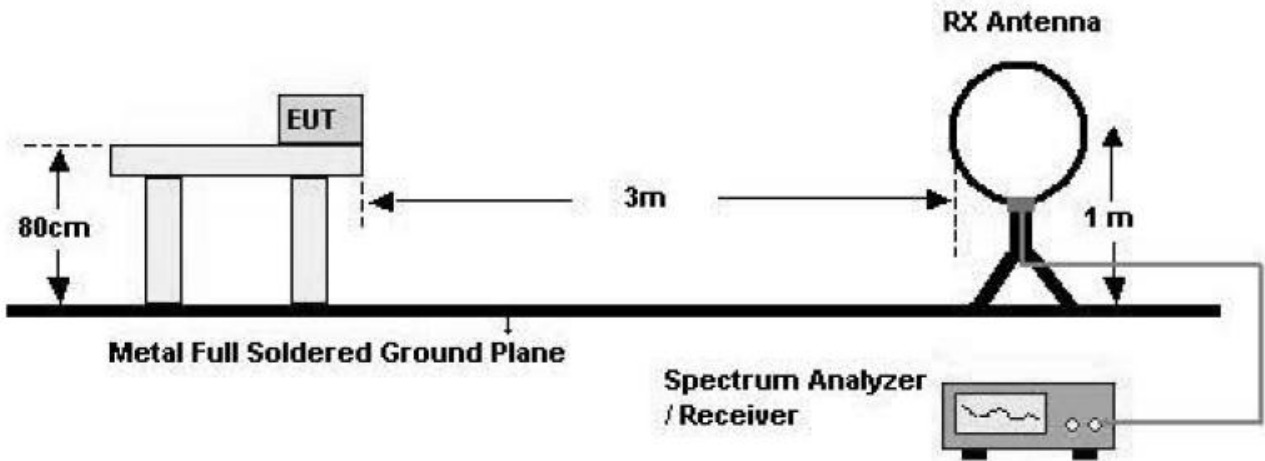 RX Antenna
EUT
80cm
3m
1 m
Metal Full Soldered Ground Plane
Spectrum Analyzer
/ Receiver